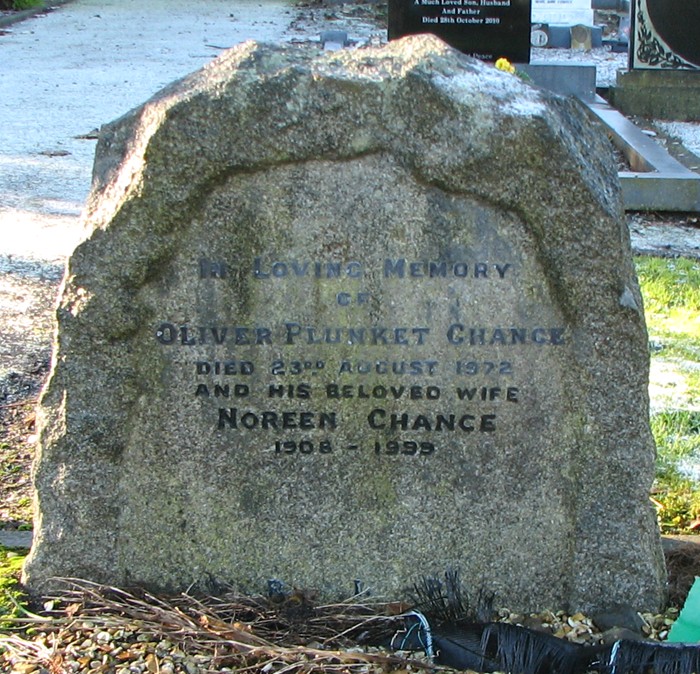 A Much Loved Son, Husband
And Father
Died 28th October 2010
Peace
In Loving Memory
of
Oliver Plunket Chance
Died 23rd August 1972
and his beloved wife
Noreen Chance
1908 - 1999